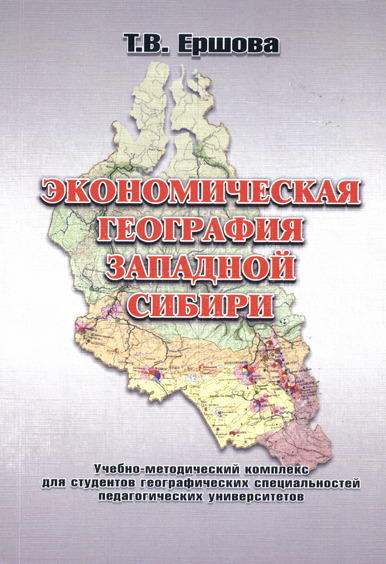 Т.В. Ершова
ЭКОНОМИЧЕСКАЯ
ГЕОГРАФИЯ
ЗАПАДНОЙ
СИБИРИ
Учебно-методический комплекс
для студентов географических специальностей
педагогических университетов